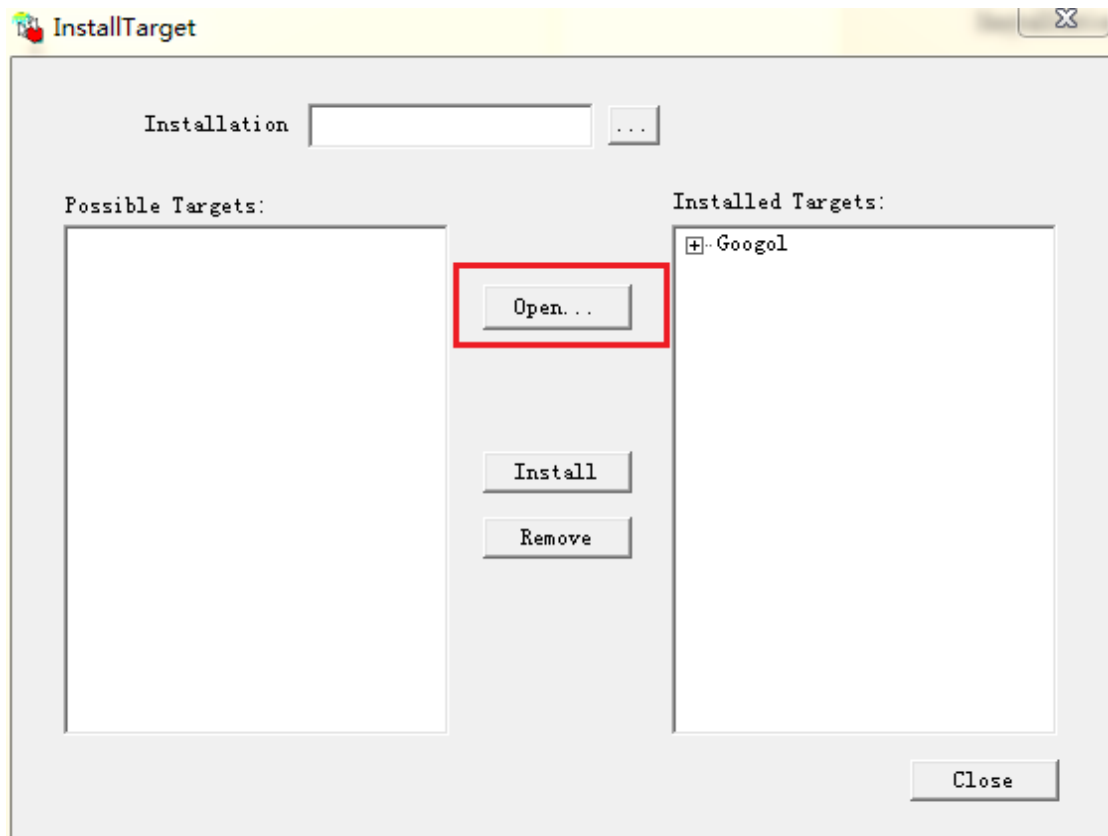 InstallTarget
Installation
...
Possible Targets:
Installed Targets:
Googol
Open...
Install
Remove
Close